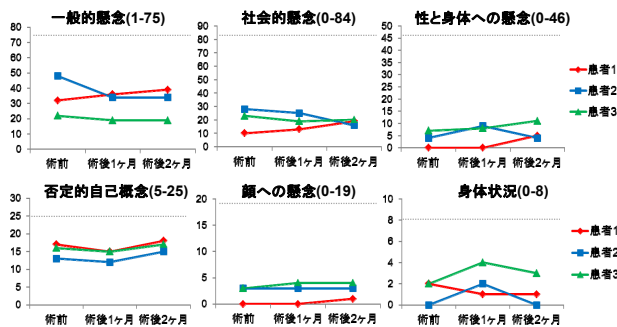 一般的懸念(1-75)
80
70
60
50
40
30
20
10
0
術前 術後1ヶ月 術後2ヶ月
社会的懸念(0-84)
90
80
70
60
50
40
30
20
10
0
術前 術後1ヶ月 術後2ヶ月
性と身体への懸念(0-46)
50
45
40
35
30
25
20
15
10
5
0
術前 術後1ヶ月 術後2ヶ月
患者1
患者2
患者3
否定的自己概念(5-25)
30
25
20
15
10
5
0
術前 術後1ヶ月 術後2ヶ月
顔への懸念(0-19)
20
15
10
5
0
術前 術後1ヶ月 術後2ヶ月
身体状況(0-8)
10
8
6
4
2
0
術前 術後1ヶ月 術後2ヶ月
患者1
患者2
患者3